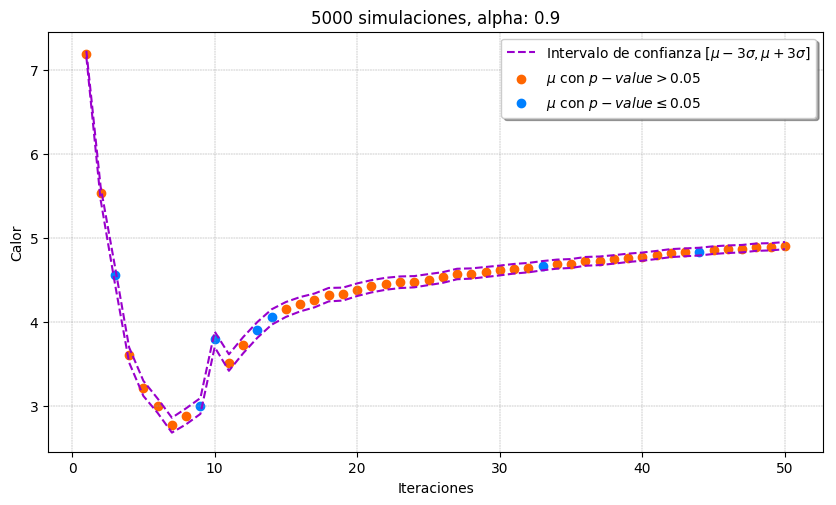 5000 simulaciones, alpha: 0.9
Intervalo de confianza [μ − 3σ, μ + 3σ]
μ con p − value > 0.05
μ con p − value ≤ 0.05
Calor
7
6
5
4
3
0 10 20 30 40 50
Iteraciones